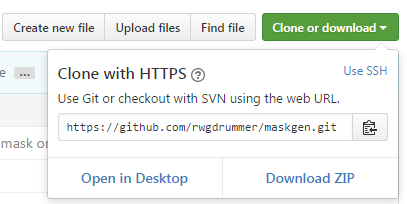 Create new file Upload files Find file Clone or download
e ...
Clone with HTTPS ? Use SSH
Use Git or checkout with SVN using the web URL.
https://github.com/rwgdrummer/maskgen.git
mask or
Open in Desktop Download ZIP